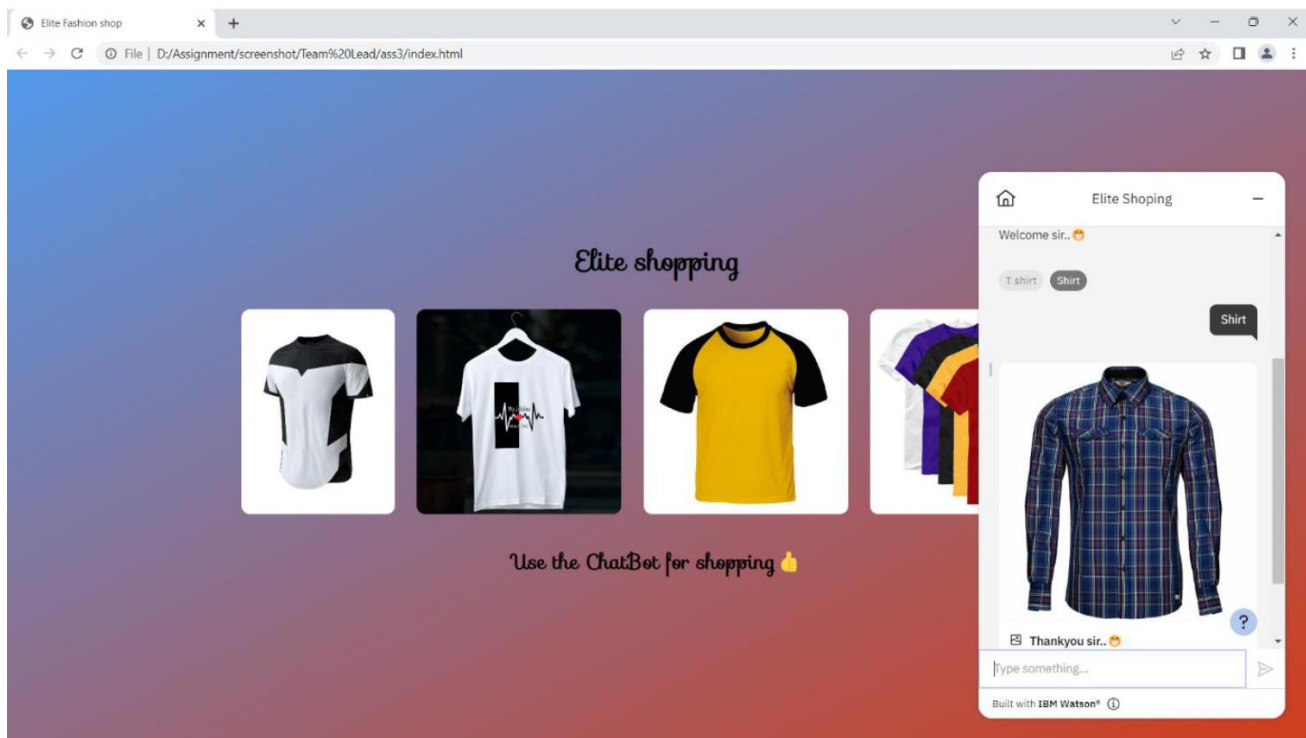 Elite Fashion shop
File | D:/Assignment/screenshot/Team%20Lead/ass3/index.html
Elite shopping
Use the ChatBot for shopping👍
Elite Shoping
Welcome sir..😁
T shirt Shirt
Shirt
Thankyou sir..😁
?
Type something...
Built with IBM Watson®